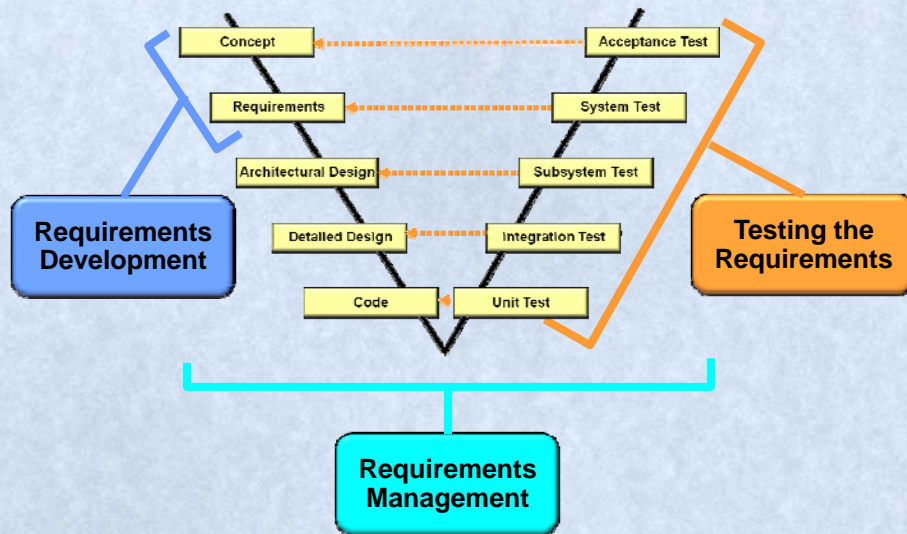 Concept
Acceptance Test
Requirements
System Test
Architectural Design
Subsystem Test
Requirements
Development
Detailed Design
Integration Test
Testing the
Requirements
Code
Unit Test
Requirements
Management